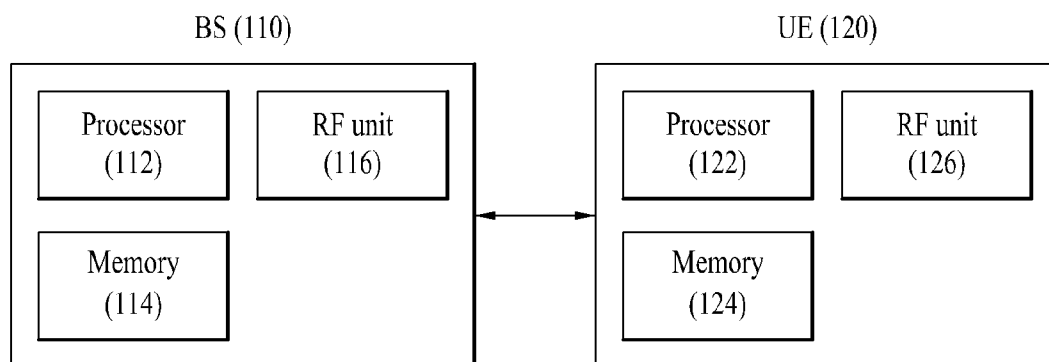 BS (110)
UE (120)
Processor
(112)
RF unit
(116)
Processor
(122)
RF unit
(126)
Memory
(114)
Memory
(124)